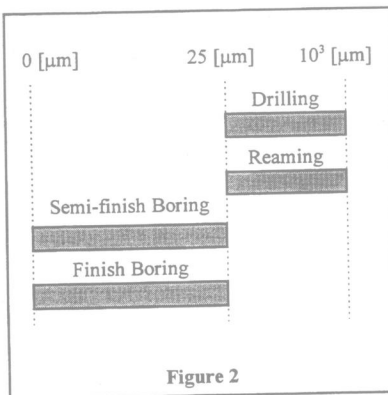 0 [µm] 25 [µm] 10³ [µm]
Drilling
Reaming
Semi-finish Boring
Finish Boring
Figure 2